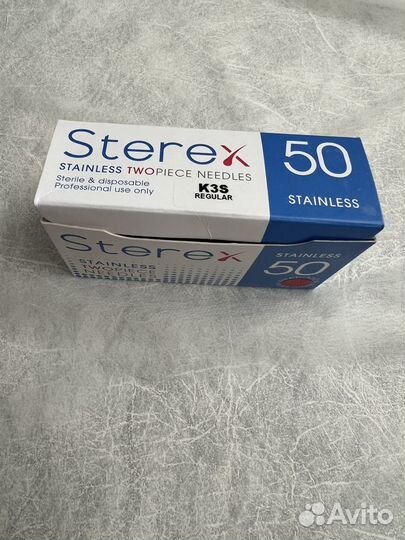 Sterex
STAINLESS TWOPIECE NEEDLES
Sterile & disposable
Professional use only
K3S
REGULAR
50
STAINLESS
Sterex
STAINLESS
TWOPIECE
NEEDLES
STAINLESS
50
Avito